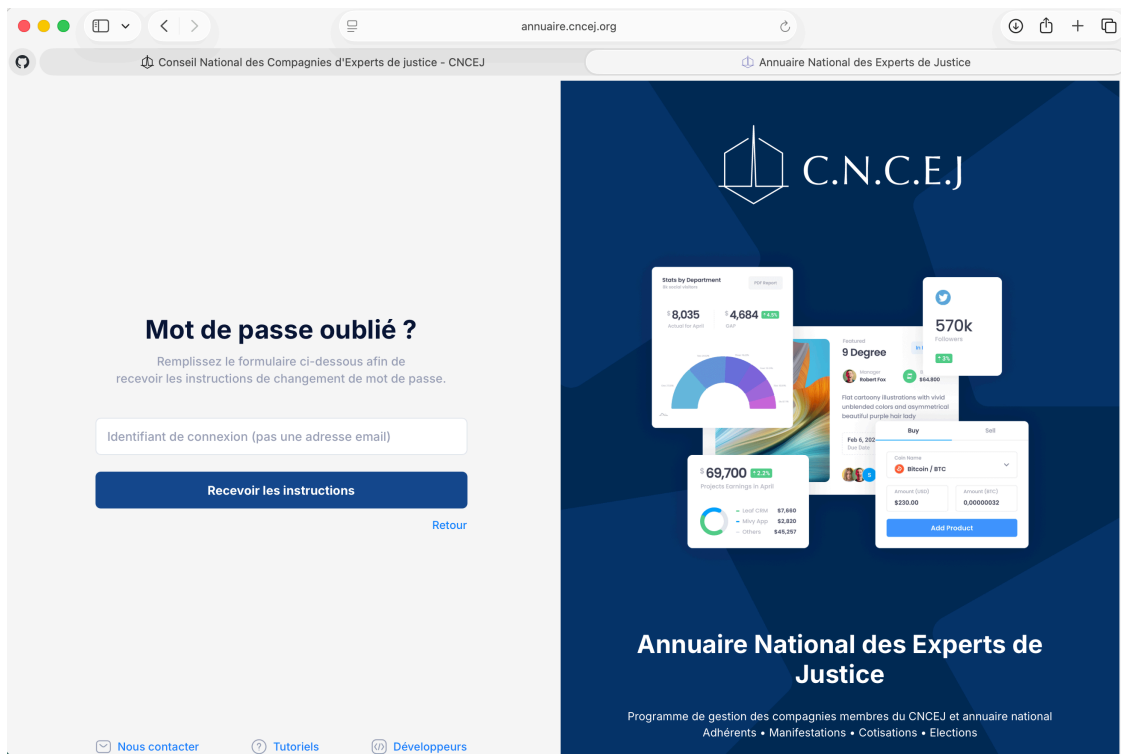 annuaire.cncej.org
Conseil National des Compagnies d'Experts de justice - CNCEJ
Annuaire National des Experts de Justice
Mot de passe oublié ?
Remplissez le formulaire ci-dessous afin de
recevoir les instructions de changement de mot de passe.
Identifiant de connexion (pas une adresse email)
Recevoir les instructions
Retour
Nous contacter
Tutoriels
Développeurs
C.N.C.E.J
Stats by Department
PDF Report
$ 8,035
Actual for April
$ 4,684
GAP
570k
Followers
3%
Featured
9 Degree
Manager
Robert Fox
$64.800
Flat cartoony illustrations with vivid
unblended colors and asymmetrical
beautiful purple hair lady
Feb 6, 202
Due Date
$ 69,700 2.2%
Projects Earnings in April
Leaf CRM $7,660
Mivy App $2,820
Others $45,257
Buy
Sell
Coin Name
Bitcoin / BTC
Amount (USD)
$230.00
Amount (BTC)
0,00000032
Add Product
Annuaire National des Experts de
Justice
Programme de gestion des compagnies membres du CNCEJ et annuaire national
Adhérents • Manifestations • Cotisations • Elections